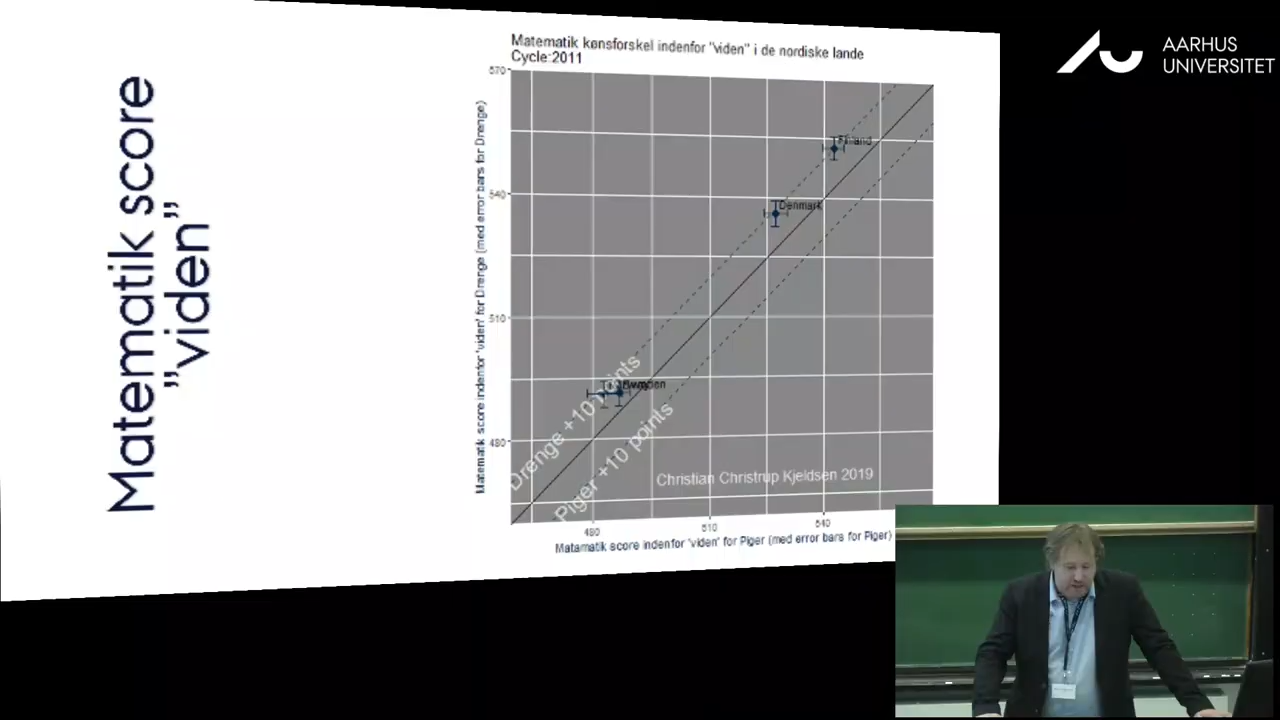 Matematik score
”viden”
Matematik kønsforskel indenfor "viden" i de nordiske lande
Cycle:2011
Matematik score indenfor 'viden' for Drenge (med error bars for Drenge)
570
540
510
480
Finland
Denmark
Drenge +10 points
Piger +10 points
Christian Christrup Kjeldsen 2019
480
510
540
Matamatik score indenfor 'viden' for Piger (med error bars for Piger)
AARHUS
UNIVERSITET